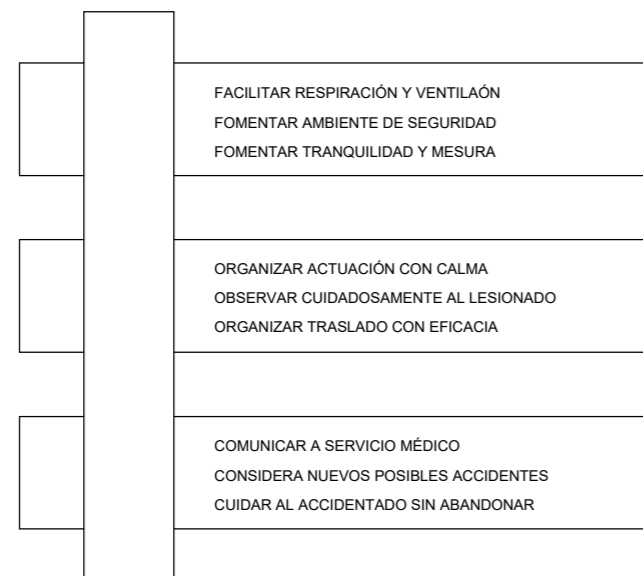 FACILITAR RESPIRACIÓN Y VENTILAÓN
FOMENTAR AMBIENTE DE SEGURIDAD
FOMENTAR TRANQUILIDAD Y MESURA
ORGANIZAR ACTUACIÓN CON CALMA
OBSERVAR CUIDADOSAMENTE AL LESIONADO
ORGANIZAR TRASLADO CON EFICACIA
COMUNICAR A SERVICIO MÉDICO
CONSIDERA NUEVOS POSIBLES ACCIDENTES
CUIDAR AL ACCIDENTADO SIN ABANDONAR